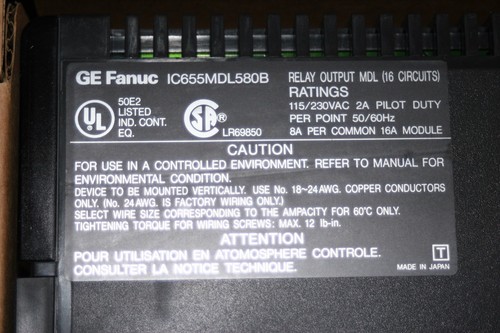 GE Fanuc IC655MDL580B RELAY OUTPUT MDL (16 CIRCUITS)
RATINGS
115/230VAC 2A PILOT DUTY
PER POINT 50/60Hz
8A PER COMMON 16A MODULE
UL
50E2
LISTED
IND. CONT.
EQ.
SA
LR69850
CAUTION
FOR USE IN A CONTROLLED ENVIRONMENT. REFER TO MANUAL FOR
ENVIRONMENTAL CONDITION.
DEVICE TO BE MOUNTED VERTICALLY. USE No. 18~24AWG. COPPER CONDUCTORS
ONLY. (No. 24AWG. IS FACTORY WIRING ONLY.)
SELECT WIRE SIZE CORRESPONDING TO THE AMPACITY FOR 60°C ONLY.
TIGHTENING TORQUE FOR WIRING SCREWS: MAX. 12 lb-in.
ATTENTION
POUR UTILISATION EN ATOMOSPHERE CONTROLE.
CONSULTER LA NOTICE TECHNIQUE.
T
MADE IN JAPAN